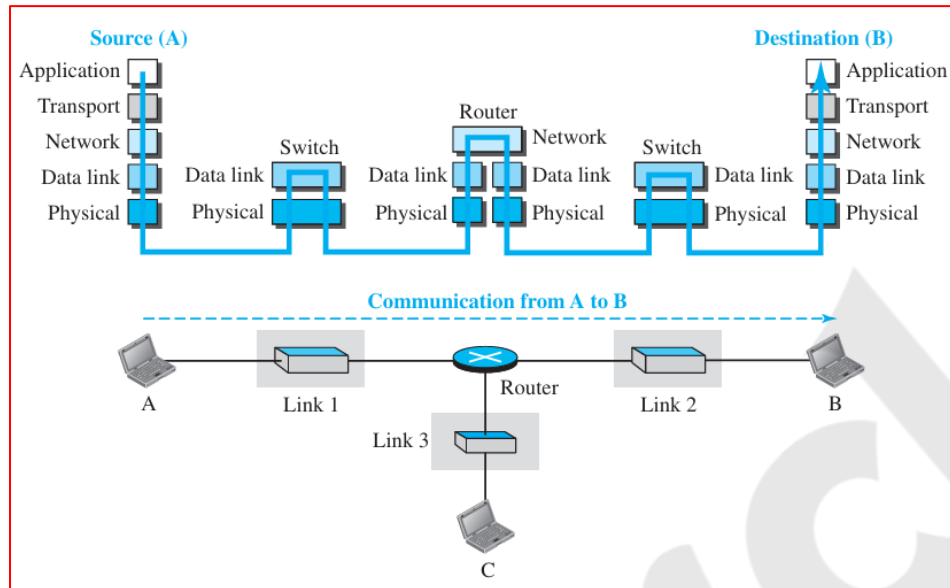 Source (A) Destination (B)
Application Application
Transport Transport
Router
Network Network Network
Switch Switch
Data link Data link Data link Data link Data link Data link
Physical Physical Physical Physical Physical Physical
Communication from A to B
A Link 1 Router Link 2 B
Link 3
C